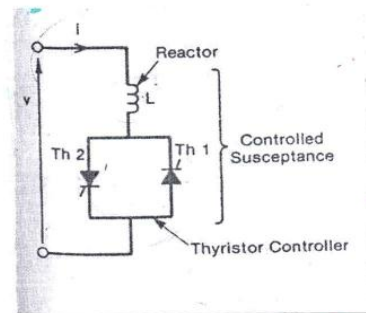 I
Reactor
L
V
Th 2
Th 1
Controlled
Susceptance
Thyristor Controller